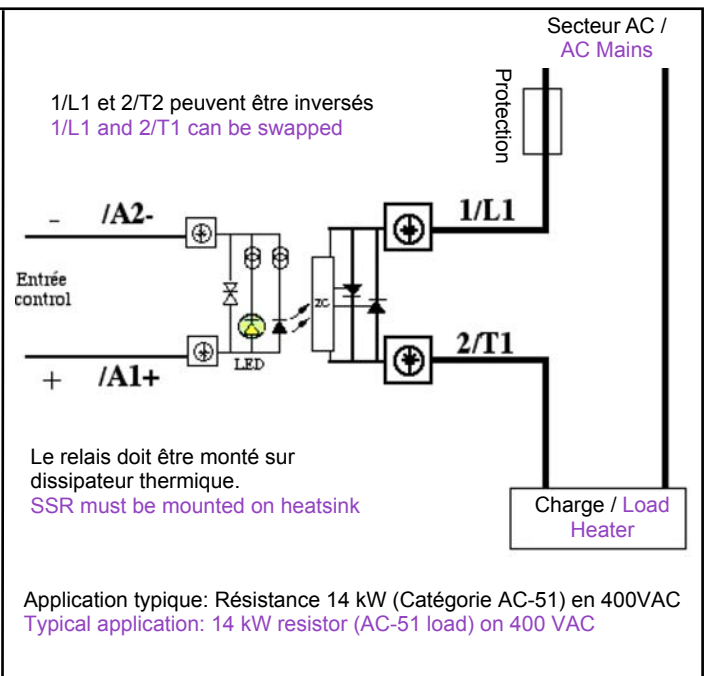 Secteur AC /
AC Mains
Protection
1/L1 et 2/T2 peuvent être inversés
1/L1 and 2/T1 can be swapped
- /A2-
1/L1
Entrée
control
ZC
LED
2/T1
+ /A1+
Le relais doit être monté sur
dissipateur thermique.
SSR must be mounted on heatsink
Charge / Load
Heater
Application typique: Résistance 14 kW (Catégorie AC-51) en 400VAC
Typical application: 14 kW resistor (AC-51 load) on 400 VAC